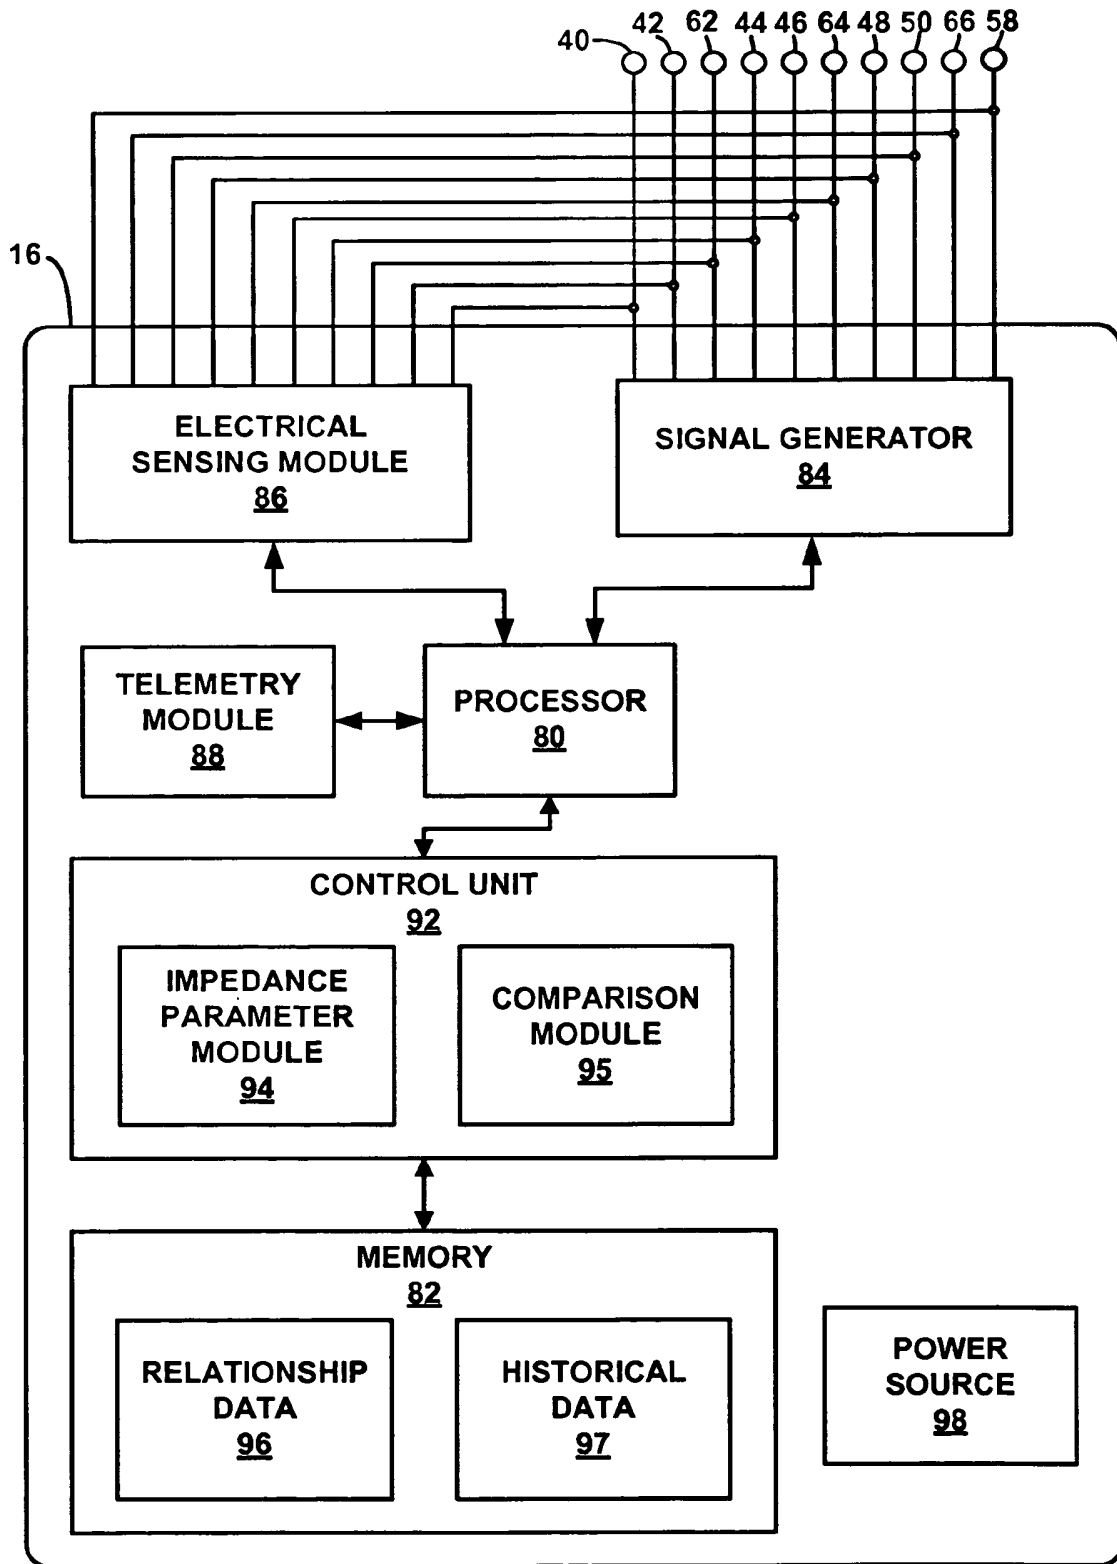 40 42 62 44 46 64 48 50 66 58
16
ELECTRICAL
SENSING MODULE
86
SIGNAL GENERATOR
84
TELEMETRY
MODULE
88
PROCESSOR
80
CONTROL UNIT
92
IMPEDANCE
PARAMETER
MODULE
94
COMPARISON
MODULE
95
MEMORY
82
RELATIONSHIP
DATA
96
HISTORICAL
DATA
97
POWER
SOURCE
98